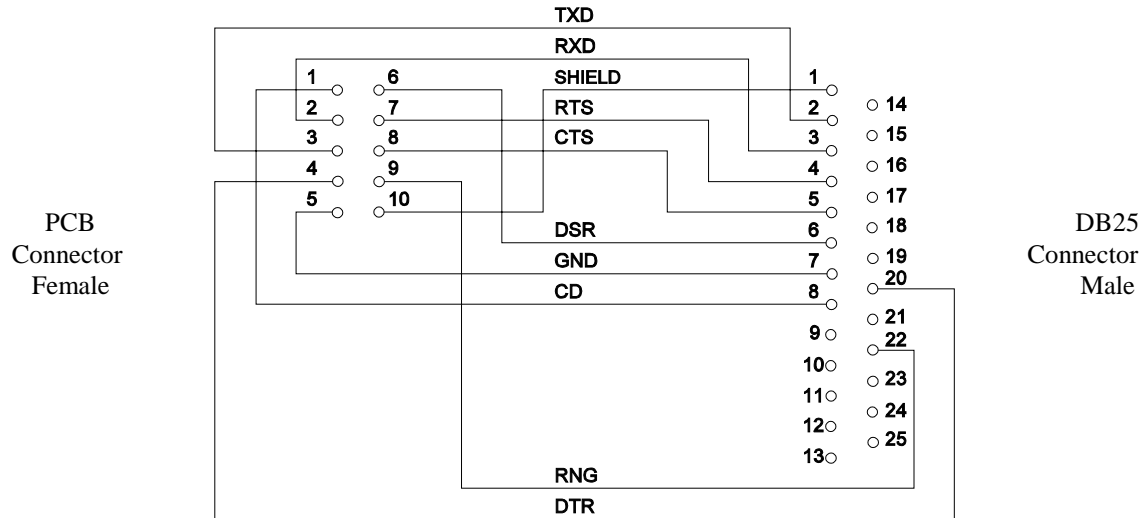 TXD
RXD
SHIELD
RTS
CTS
DSR
GND
CD
RNG
DTR
PCB
Connector
Female
1
2
3
4
5
6
7
8
9
10
1
2
3
4
5
6
7
8
9
10
11
12
13
14
15
16
17
18
19
20
21
22
23
24
25
DB25
Connector
Male